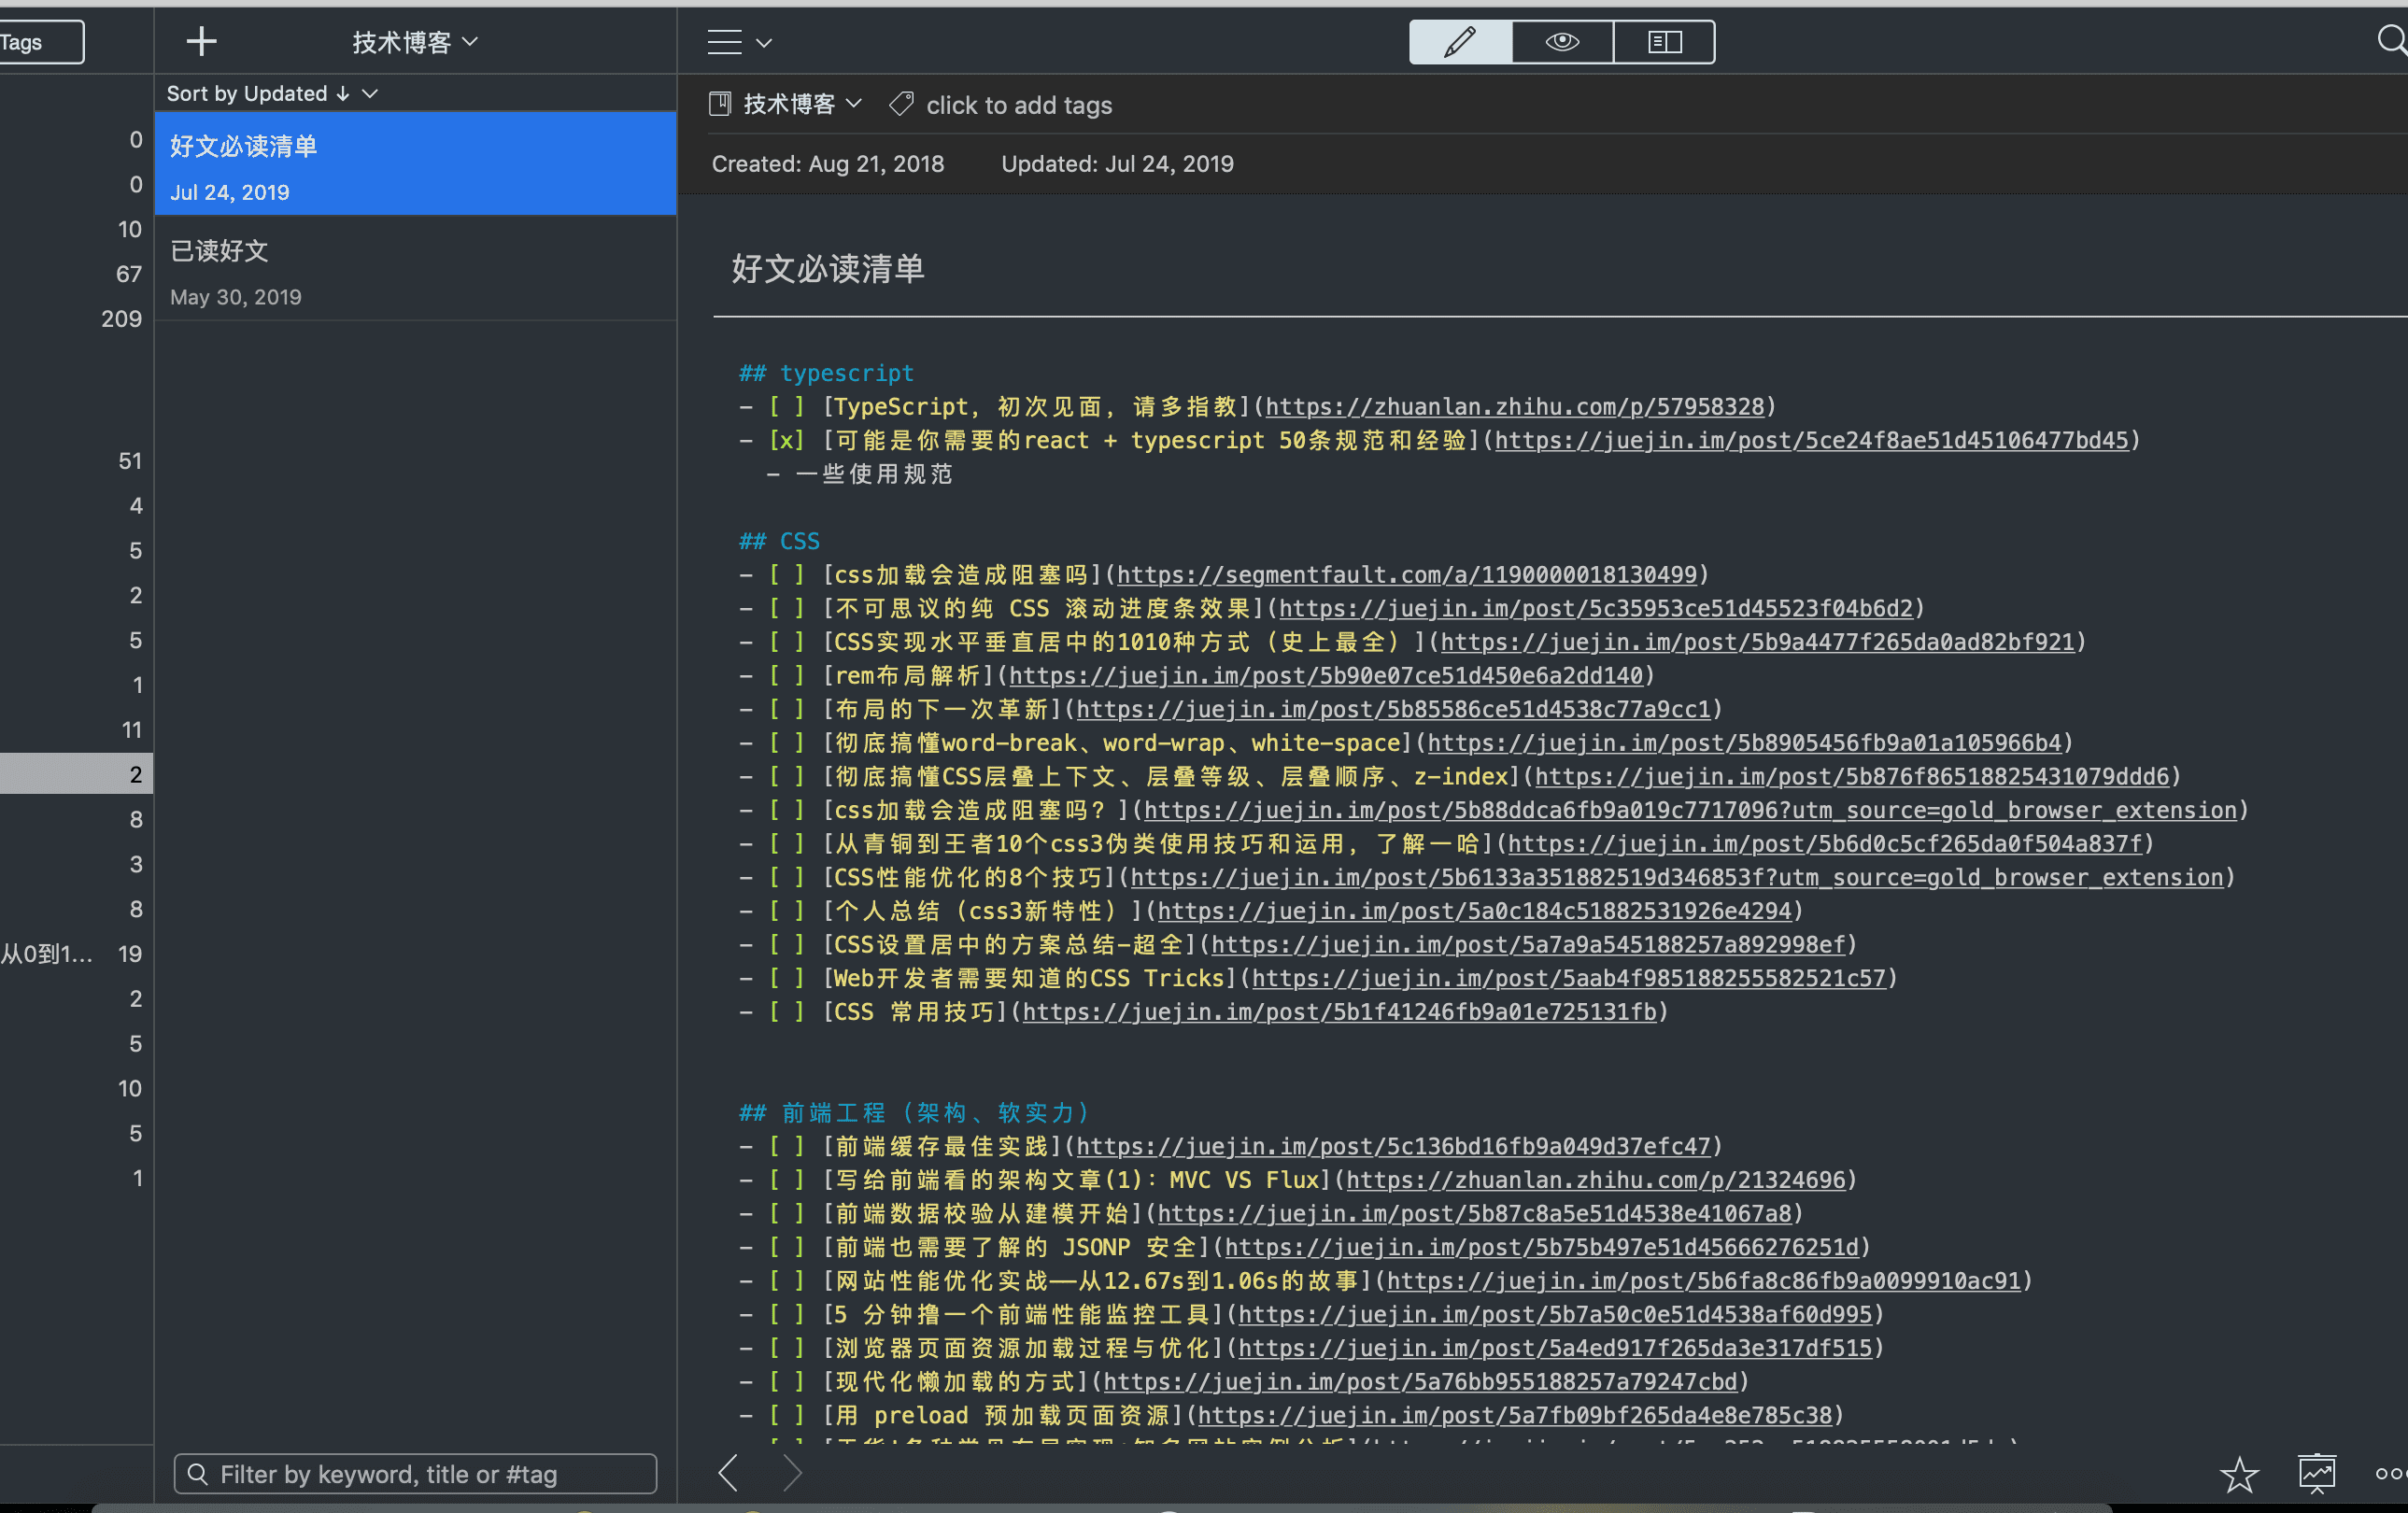 Tags
技术博客
Sort by Updated ↓
0
0
10
67
209
51
4
5
2
5
1
11
2
8
3
8
从0到1... 19
2
5
10
5
1
好文必读清单
Jul 24, 2019
已读好文
May 30, 2019
Filter by keyword, title or #tag
技术博客 click to add tags
Created: Aug 21, 2018 Updated: Jul 24, 2019
好文必读清单
## typescript
- [ ] [TypeScript，初次见面，请多指教](https://zhuanlan.zhihu.com/p/57958328)
- [x] [可能是你需要的react + typescript 50条规范和经验](https://juejin.im/post/5ce24f8ae51d45106477bd45)
- 一些使用规范
## CSS
- [ ] [css加载会造成阻塞吗](https://segmentfault.com/a/1190000018130499)
- [ ] [不可思议的纯 CSS 滚动进度条效果](https://juejin.im/post/5c35953ce51d45523f04b6d2)
- [ ] [CSS实现水平垂直居中的1010种方式（史上最全）](https://juejin.im/post/5b9a4477f265da0ad82bf921)
- [ ] [rem布局解析](https://juejin.im/post/5b90e07ce51d450e6a2dd140)
- [ ] [布局的下一次革新](https://juejin.im/post/5b85586ce51d4538c77a9cc1)
- [ ] [彻底搞懂word-break、word-wrap、white-space](https://juejin.im/post/5b8905456fb9a01a105966b4)
- [ ] [彻底搞懂CSS层叠上下文、层叠等级、层叠顺序、z-index](https://juejin.im/post/5b876f86518825431079ddd6)
- [ ] [css加载会造成阻塞吗？](https://juejin.im/post/5b88ddca6fb9a019c7717096?utm_source=gold_browser_extension)
- [ ] [从青铜到王者10个css3伪类使用技巧和运用，了解一哈](https://juejin.im/post/5b6d0c5cf265da0f504a837f)
- [ ] [CSS性能优化的8个技巧](https://juejin.im/post/5b6133a351882519d346853f?utm_source=gold_browser_extension)
- [ ] [个人总结（css3新特性）](https://juejin.im/post/5a0c184c51882531926e4294)
- [ ] [CSS设置居中的方案总结-超全](https://juejin.im/post/5a7a9a545188257a892998ef)
- [ ] [Web开发者需要知道的CSS Tricks](https://juejin.im/post/5aab4f985188255582521c57)
- [ ] [CSS 常用技巧](https://juejin.im/post/5b1f41246fb9a01e725131fb)
## 前端工程（架构、软实力）
- [ ] [前端缓存最佳实践](https://juejin.im/post/5c136bd16fb9a049d37efc47)
- [ ] [写给前端看的架构文章(1)：MVC VS Flux](https://zhuanlan.zhihu.com/p/21324696)
- [ ] [前端数据校验从建模开始](https://juejin.im/post/5b87c8a5e51d4538e41067a8)
- [ ] [前端也需要了解的 JSONP 安全](https://juejin.im/post/5b75b497e51d45666276251d)
- [ ] [网站性能优化实战——从12.67s到1.06s的故事](https://juejin.im/post/5b6fa8c86fb9a0099910ac91)
- [ ] [5 分钟撸一个前端性能监控工具](https://juejin.im/post/5b7a50c0e51d4538af60d995)
- [ ] [浏览器页面资源加载过程与优化](https://juejin.im/post/5a4ed917f265da3e317df515)
- [ ] [现代化懒加载的方式](https://juejin.im/post/5a76bb955188257a79247cbd)
- [ ] [用 preload 预加载页面资源](https://juejin.im/post/5a7fb09bf265da4e8e785c38)